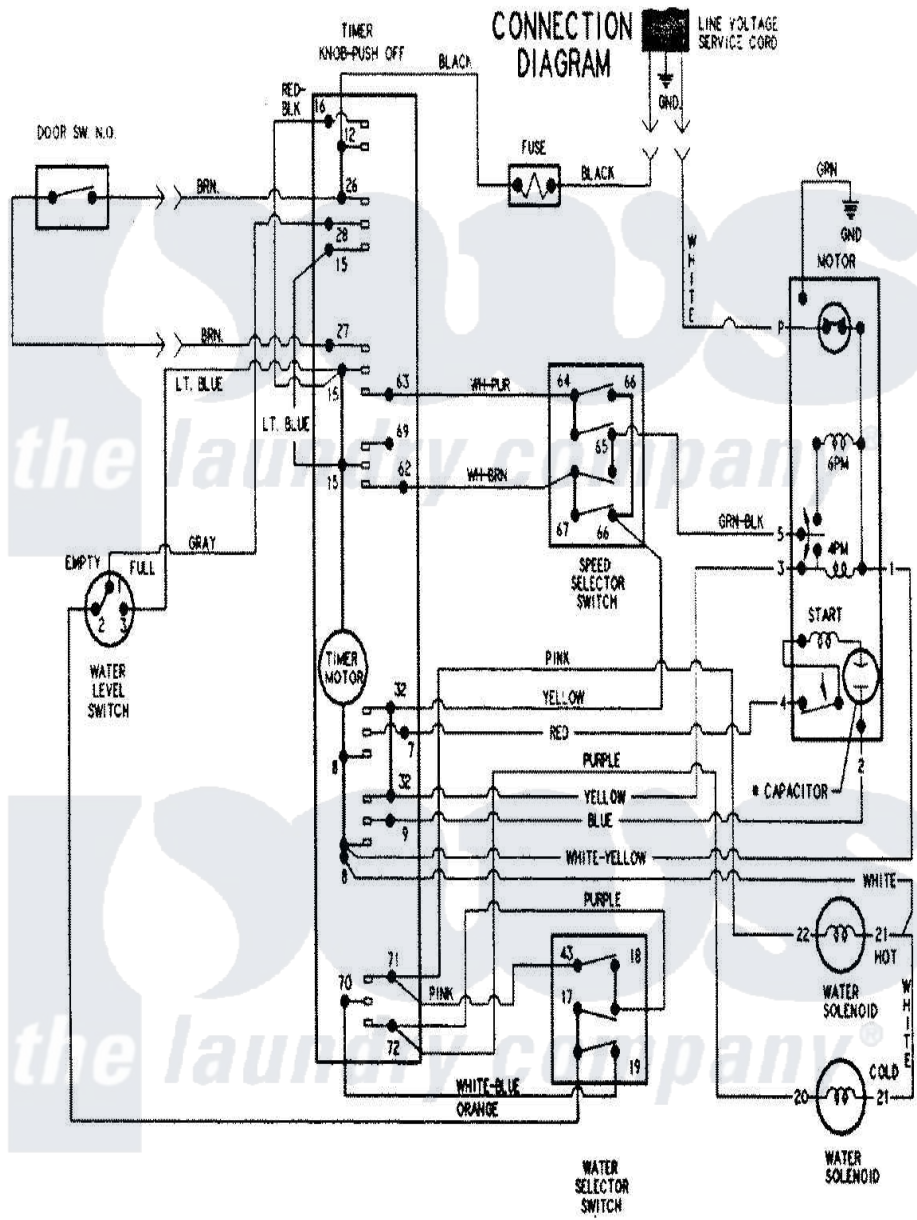 CONNECTION
DIAGRAM
LINE VOLTAGE
SERVICE CORD
GND.
TIMER
KNOB-PUSH OFF
BLACK
RED-
BLK
16
12
DOOR SW. N.O.
FUSE
BLACK
BRN.
26
28
15
GRN
GND
MOTOR
WHITE
P
BRN.
27
LT. BLUE
15
63
WH-PUR
64
66
LT. BLUE
69
65
62
WH-BRN
15
67
66
6PM
GRN-BLK
5
4PM
3
1
SPEED
SELECTOR
SWITCH
GRAY
EMPTY
FULL
1
2
3
WATER
LEVEL
SWITCH
START
TIMER
MOTOR
PINK
32
YELLOW
RED
4
7
8
PURPLE
2
* CAPACITOR
32
YELLOW
BLUE
9
WHITE-YELLOW
8
WHITE
PURPLE
22
21
HOT
WATER
SOLENOID
WHITE
71
70
PINK
43
18
17
72
19
WHITE-BLUE
ORANGE
COLD
20
21
WATER
SOLENOID
WATER
SELECTOR
SWITCH
the laundry company®
the laundry company®